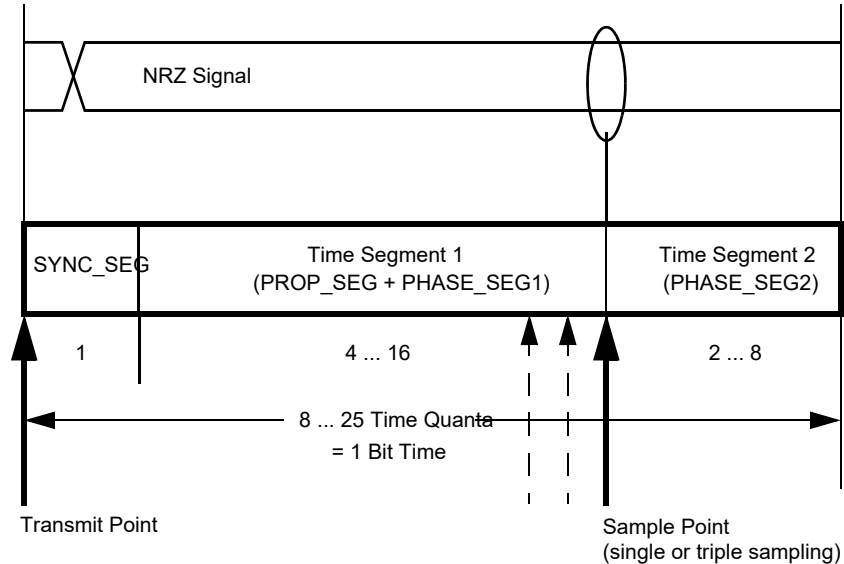 NRZ Signal
SYNC_SEG
Time Segment 1
(PROP_SEG + PHASE_SEG1)
Time Segment 2
(PHASE_SEG2)
1
4 ... 16
2 ... 8
8 ... 25 Time Quanta
= 1 Bit Time
Transmit Point
Sample Point
(single or triple sampling)